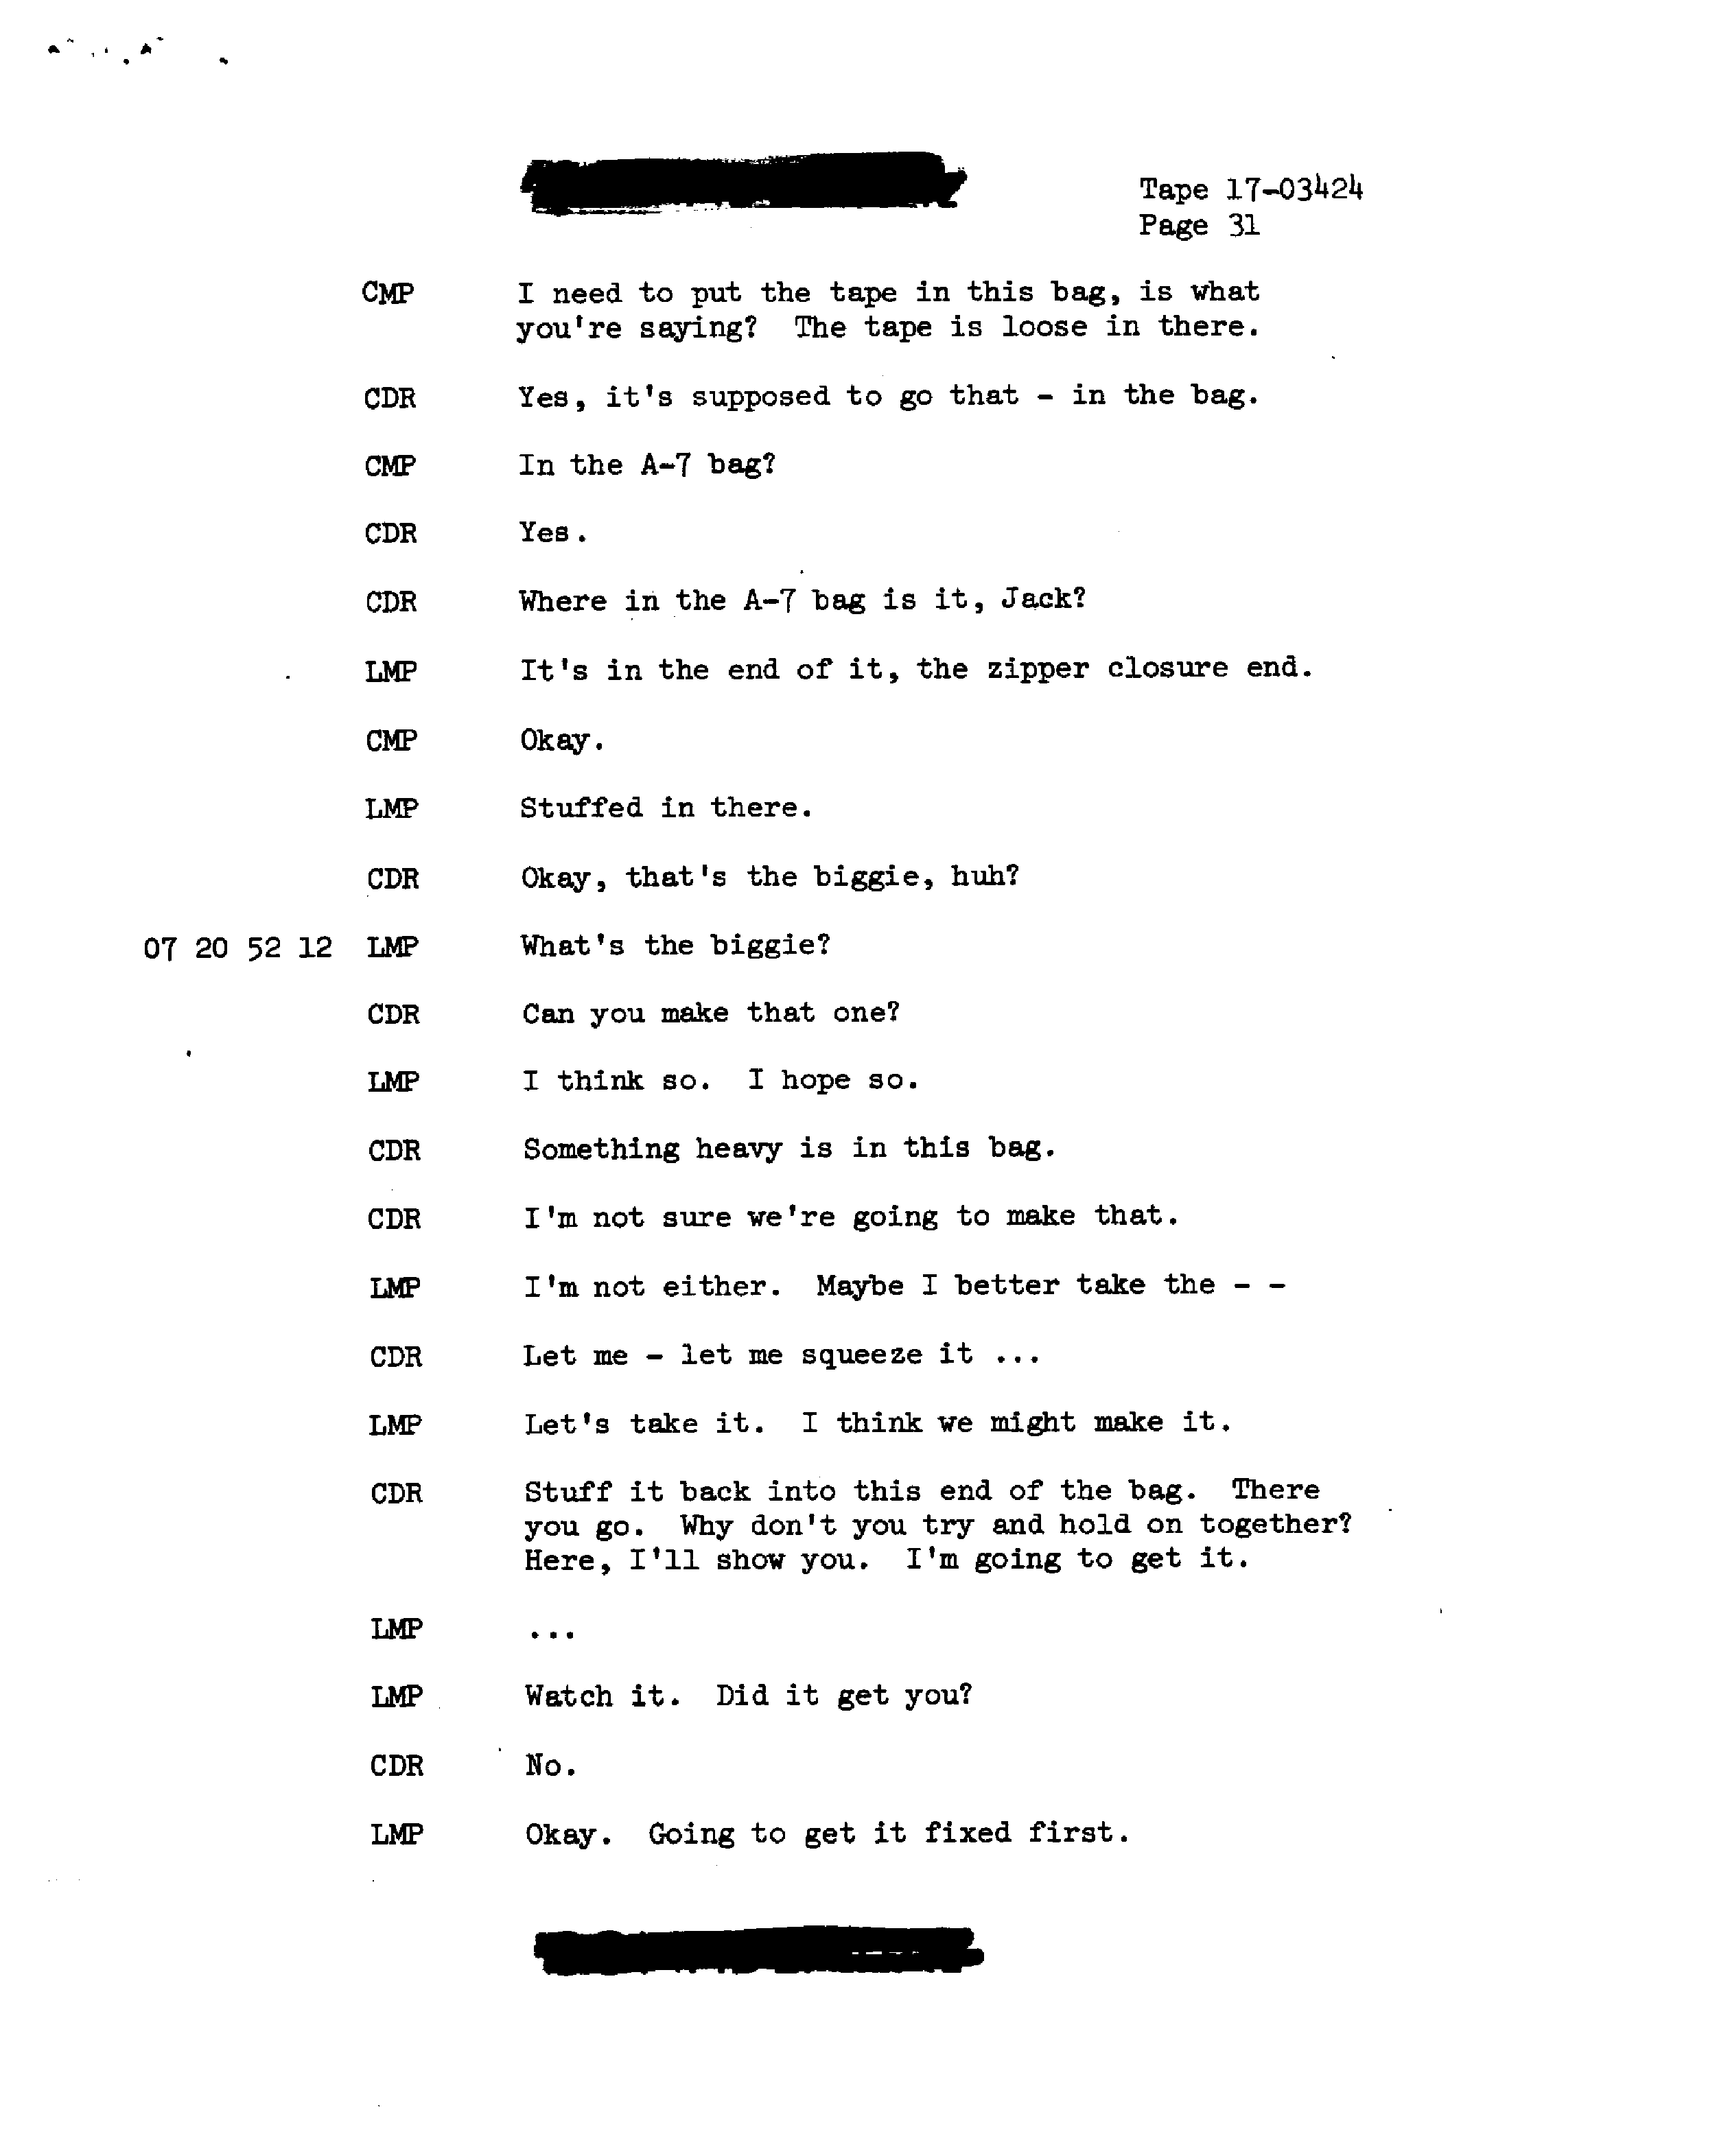 Tape 17-03424
Page 31
CMP I need to put the tape in this bag, is what
you're saying? The tape is loose in there.
CDR Yes, it's supposed to go that - in the bag.
CMP In the A-7 bag?
CDR Yes.
CDR Where in the A-7 bag is it, Jack?
LMP It's in the end of it, the zipper closure end.
CMP Okay.
LMP Stuffed in there.
CDR Okay, that's the biggie, huh?
07 20 52 12 LMP What's the biggie?
CDR Can you make that one?
LMP I think so. I hope so.
CDR Something heavy is in this bag.
CDR I'm not sure we're going to make that.
LMP I'm not either. Maybe I better take the - -
CDR Let me - let me squeeze it ...
LMP Let's take it. I think we might make it.
CDR Stuff it back into this end of the bag. There
you go. Why don't you try and hold on together?
Here, I'll show you. I'm going to get it.
LMP ...
LMP Watch it. Did it get you?
CDR No.
LMP Okay. Going to get it fixed first.